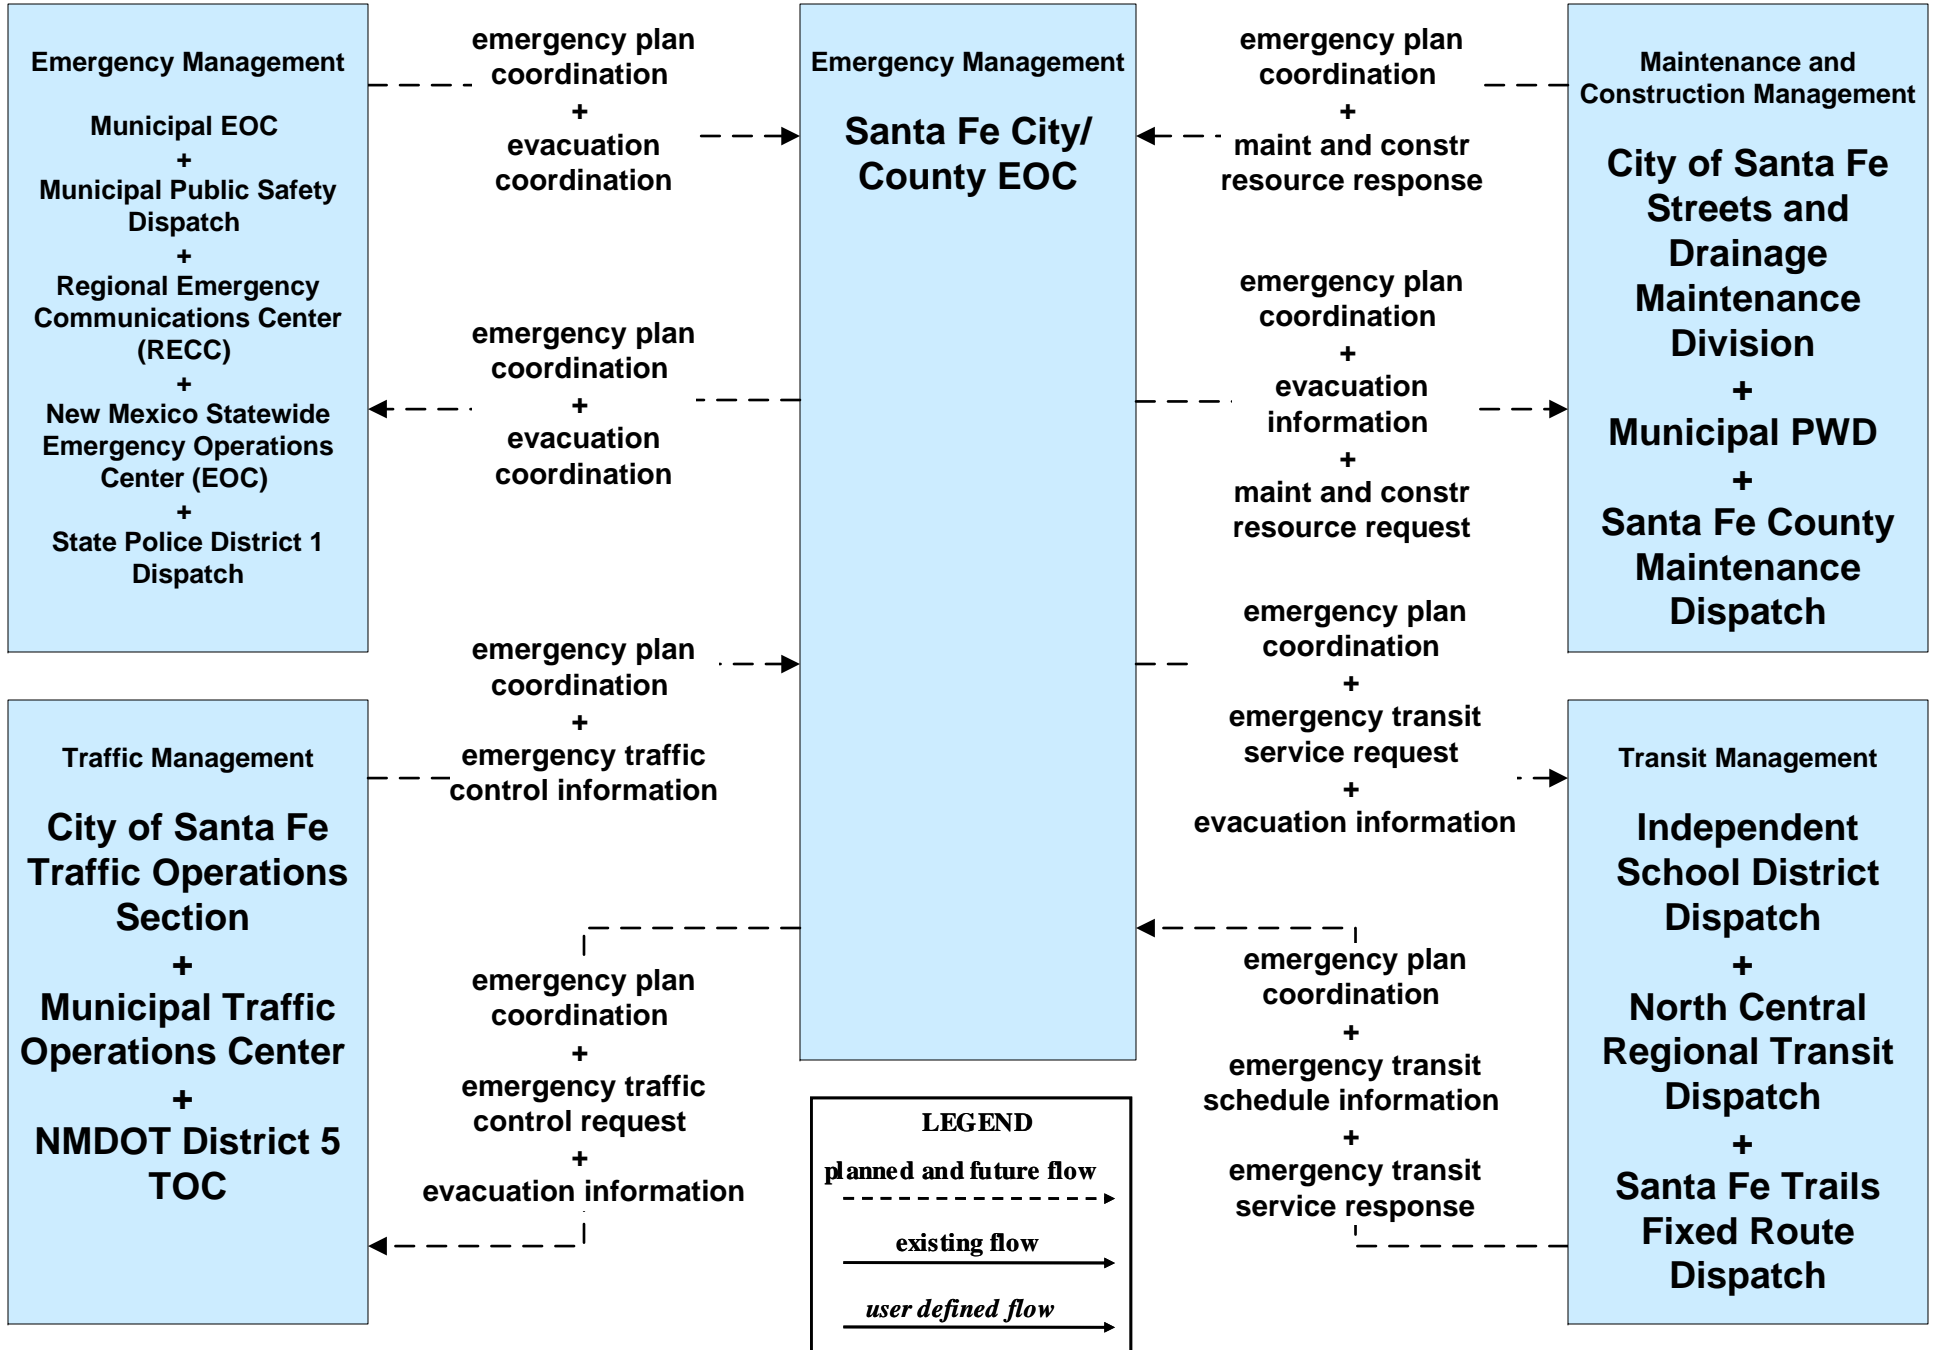 Emergency Management
Municipal EOC
+
Municipal Public Safety
Dispatch
+
Regional Emergency
Communications Center
(RECC)
+
New Mexico Statewide
Emergency Operations
Center (EOC)
+
State Police District 1
Dispatch
emergency plan
coordination
+
evacuation
coordination
emergency plan
coordination
+
evacuation
coordination
Traffic Management
City of Santa Fe
Traffic Operations
Section
+
Municipal Traffic
Operations Center
+
NMDOT District 5
TOC
emergency plan
coordination
+
emergency traffic
control information
emergency plan
coordination
+
emergency traffic
control request
+
evacuation information
Emergency Management
Santa Fe City/
County EOC
emergency plan
coordination
+
maint and constr
resource response
emergency plan
coordination
+
evacuation
information
+
maint and constr
resource request
Maintenance and
Construction Management
City of Santa Fe
Streets and
Drainage
Maintenance
Division
+
Municipal PWD
+
Santa Fe County
Maintenance
Dispatch
emergency plan
coordination
+
emergency transit
service request
+
evacuation information
emergency plan
coordination
+
emergency transit
schedule information
+
emergency transit
service response
Transit Management
Independent
School District
Dispatch
+
North Central
Regional Transit
Dispatch
+
Santa Fe Trails
Fixed Route
Dispatch
LEGEND
planned and future flow
existing flow
user defined flow